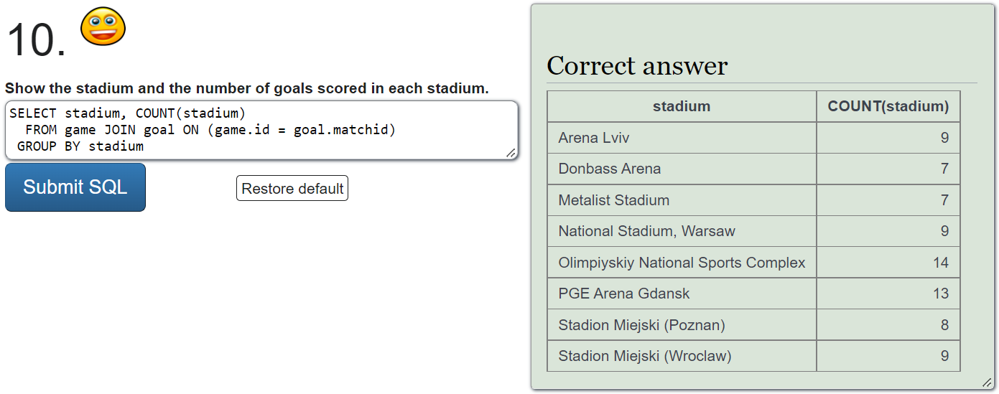 10.
Show the stadium and the number of goals scored in each stadium.
SELECT stadium, COUNT(stadium)
FROM game JOIN goal ON (game.id = goal.matchid)
GROUP BY stadium
Submit SQL
Restore default
Correct answer
stadium COUNT(stadium)
Arena Lviv 9
Donbass Arena 7
Metalist Stadium 7
National Stadium, Warsaw 9
Olimpiyskiy National Sports Complex 14
PGE Arena Gdansk 13
Stadion Miejski (Poznan) 8
Stadion Miejski (Wroclaw) 9